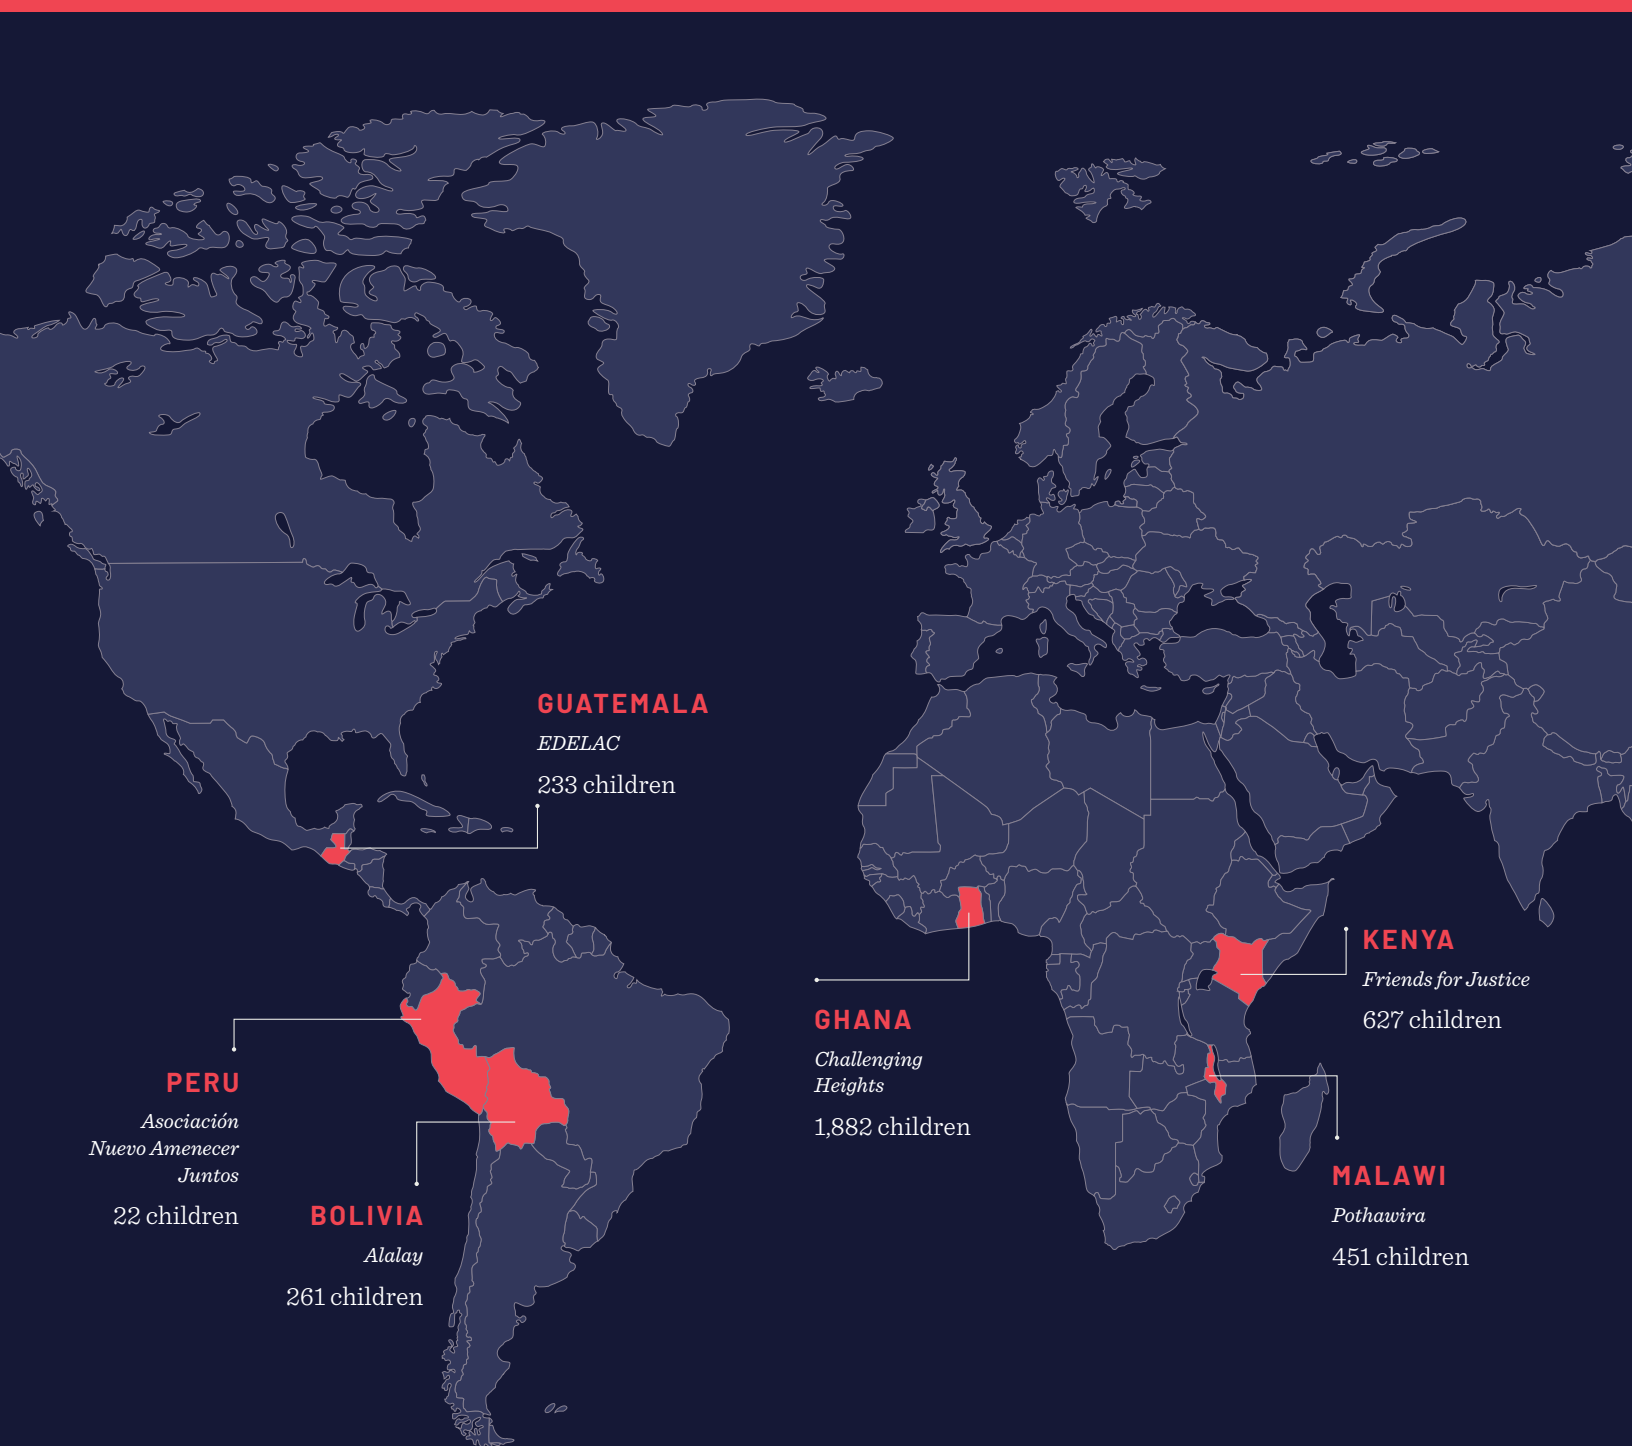 GUATEMALA
EDELAC
233 children
KENYA
Friends for Justice
627 children
GHANA
Challenging
Heights
1,882 children
PERU
Asociación
Nuevo Amenecer
Juntos
22 children
MALAWI
Pothawira
451 children
BOLIVIA
Alalay
261 children